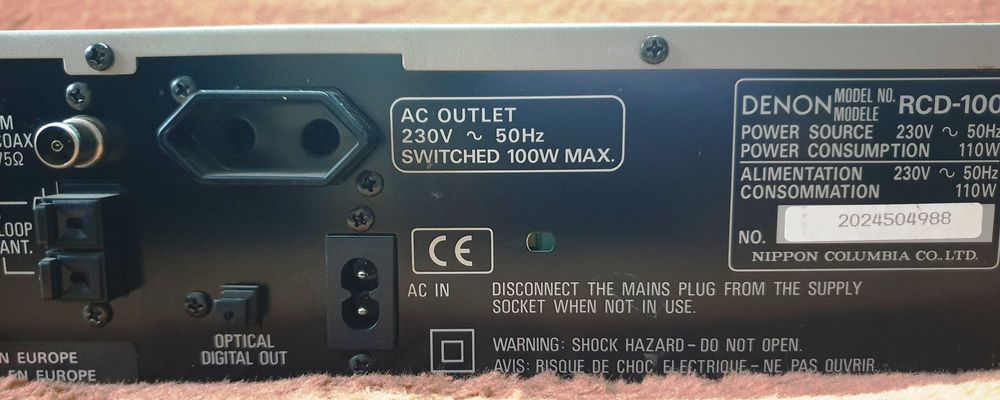 M
COAX
75Ω
LOOP
ANT.
N EUROPE
EN EUROPE
OPTICAL
DIGITAL OUT
AC OUTLET
230V ~ 50Hz
SWITCHED 100W MAX.
CE
AC IN
DISCONNECT THE MAINS PLUG FROM THE SUPPLY
SOCKET WHEN NOT IN USE.
WARNING: SHOCK HAZARD – DO NOT OPEN.
AVIS: RISQUE DE CHOC ELECTRIQUE – NE PAS OUVRIR.
DENON MODEL NO. MODELE RCD-100
POWER SOURCE 230V ~ 50Hz
POWER CONSUMPTION 110W
ALIMENTATION 230V ~ 50Hz
CONSOMMATION 110W
NO. 2024504988
NIPPON COLUMBIA CO., LTD.